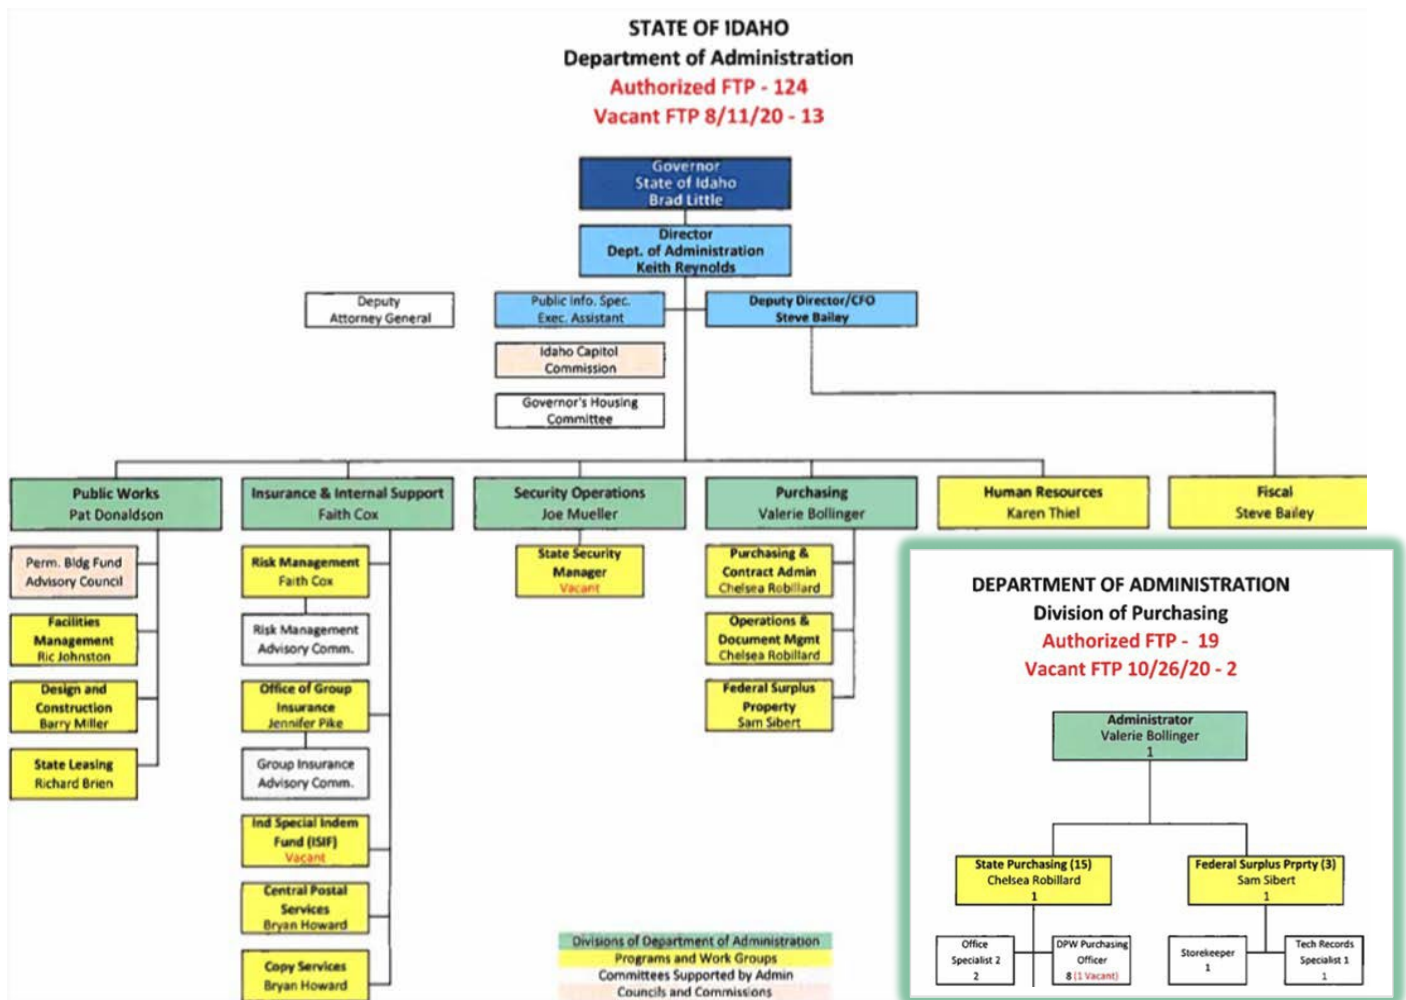 STATE OF IDAHO
Department of Administration
Authorized FTP - 124
Vacant FTP 8/11/20 - 13
Governor
State of Idaho
Brad Little
Director
Dept. of Administration
Keith Reynolds
Deputy
Attorney General
Public Info. Spec.
Exec. Assistant
Deputy Director/CFO
Steve Bailey
Idaho Capitol
Commission
Governor's Housing
Committee
Public Works
Pat Donaldson
Insurance & Internal Support
Faith Cox
Security Operations
Joe Mueller
Purchasing
Valerie Bollinger
Human Resources
Karen Thiel
Fiscal
Steve Bailey
Perm. Bldg Fund
Advisory Council
Facilities
Management
Ric Johnston
Design and
Construction
Barry Miller
State Leasing
Richard Brien
Risk Management
Faith Cox
Risk Management
Advisory Comm.
Office of Group
Insurance
Jennifer Pike
Group Insurance
Advisory Comm.
Ind Special Indem
Fund (ISIF)
Vacant
Central Postal
Services
Bryan Howard
Copy Services
Bryan Howard
State Security
Manager
Vacant
Purchasing &
Contract Admin
Chelsea Robillard
Operations &
Document Mgmt
Chelsea Robillard
Federal Surplus
Property
Sam Sibert
Divisions of Department of Administration
Programs and Work Groups
Committees Supported by Admin
Councils and Commissions
DEPARTMENT OF ADMINISTRATION
Division of Purchasing
Authorized FTP - 19
Vacant FTP 10/26/20 - 2
Administrator
Valerie Bollinger
1
State Purchasing (15)
Chelsea Robillard
1
Federal Surplus Prprty (3)
Sam Sibert
1
Office
Specialist 2
2
DPW Purchasing
Officer
8 (1 Vacant)
Storekeeper
1
Tech Records
Specialist 1
1